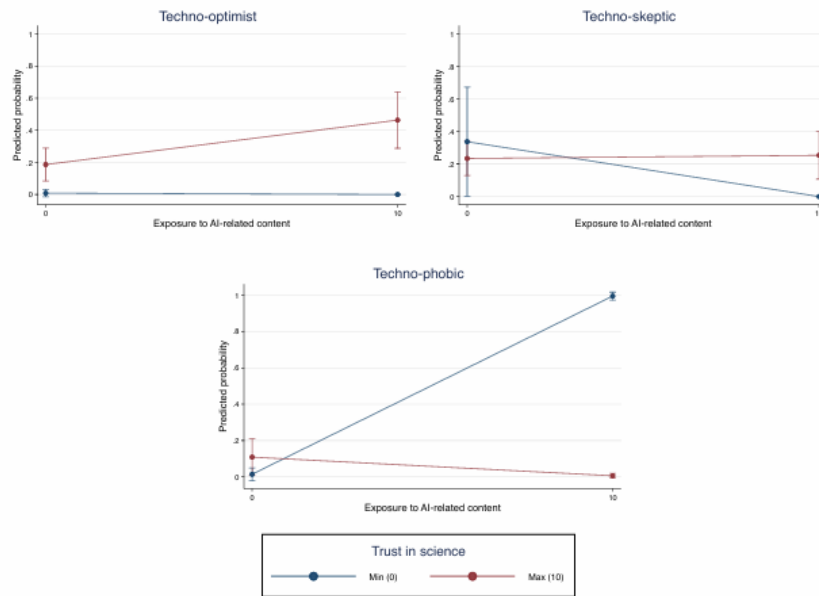 Techno-optimist
Predicted probability
1
.8
.6
.4
.2
0
0
10
Exposure to AI-related content
Techno-skeptic
Predicted probability
1
.8
.6
.4
.2
0
0
1
Exposure to AI-related content
Techno-phobic
Predicted probability
1
.8
.6
.4
.2
0
0
10
Exposure to AI-related content
Trust in science
Min (0)
Max (10)